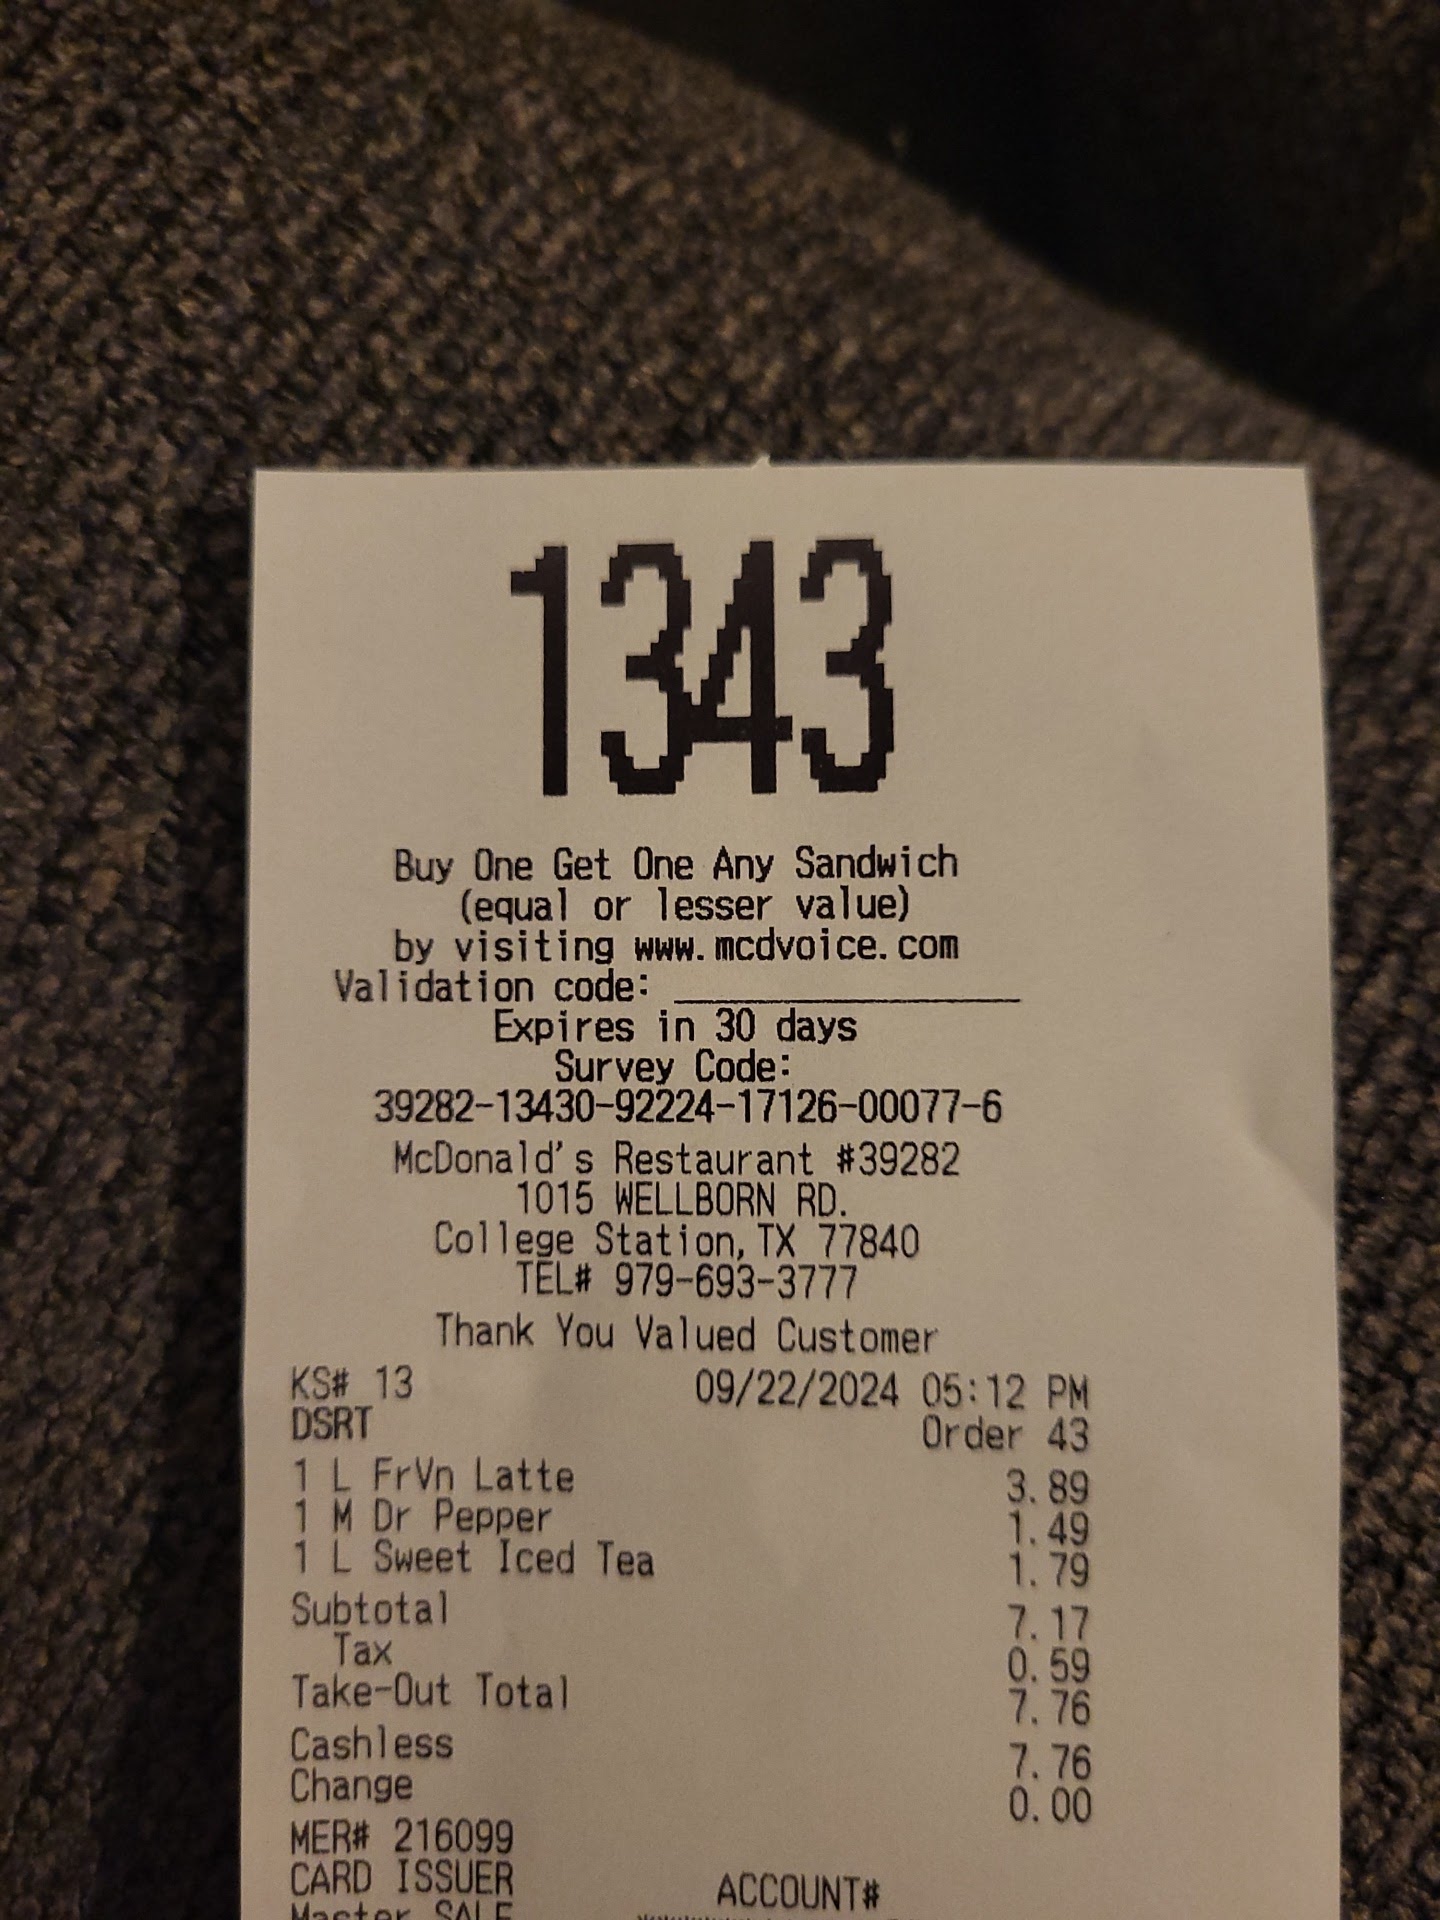 1343
Buy One Get One Any Sandwich
(equal or lesser value)
by visiting www.mcdvoice.com
Validation code: _________________
Expires in 30 days
Survey Code:
39282-13430-92224-17126-00077-6
McDonald's Restaurant #39282
1015 WELLBORN RD.
College Station,TX 77840
TEL# 979-693-3777
Thank You Valued Customer
KS# 13 09/22/2024 05:12 PM
DSRT Order 43
1 L FrVn Latte 3.89
1 M Dr Pepper 1.49
1 L Sweet Iced Tea 1.79
Subtotal 7.17
Tax 0.59
Take-Out Total 7.76
Cashless 7.76
Change 0.00
MER# 216099
CARD ISSUER ACCOUNT#
Master SALE